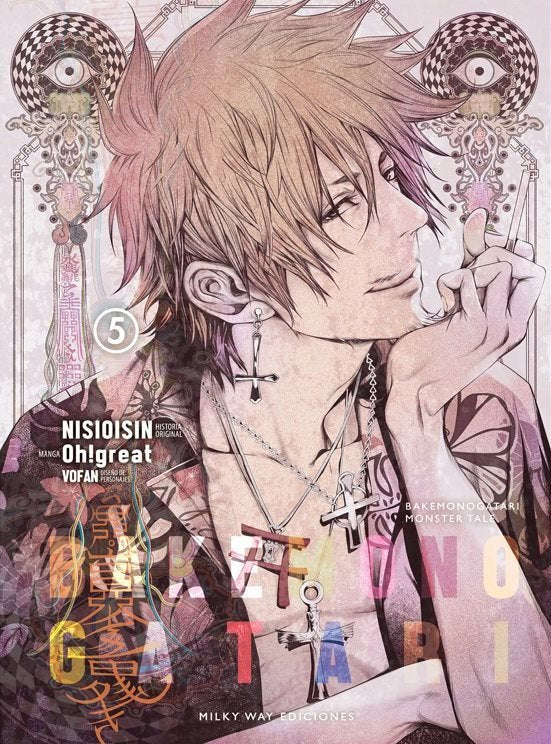 5
NISIOISIN HISTORIA ORIGINAL
MANGA Oh!great
VOFAN DISEÑO DE PERSONAJES
BAKEMONOGATARI
MONSTER TALE
BAKEMONO
GATARI
MILKY WAY EDICIONES